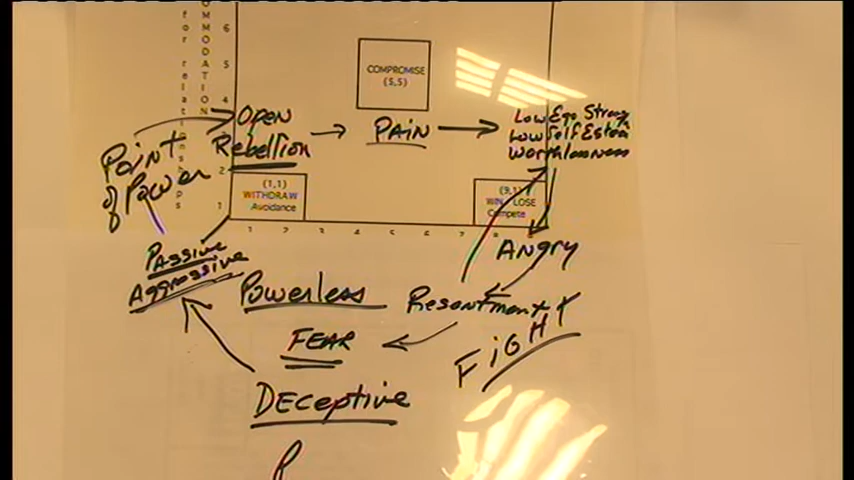 for relationships
OMMODATION
6
5
4
2
1
COMPROMISE
(5,5)
Open
Rebellion
PAIN
Low Ego Strength
Low Self Esteem
Worthlessness
Point
of Power
(1,1)
WITHDRAW
Avoidance
(9,1)
WIN LOSE
Compete
1 2 3 4 5 6 7 8
Angry
Passive
Aggressive
Powerless
Resentment
FIGHT
FEAR
Deceptive
P